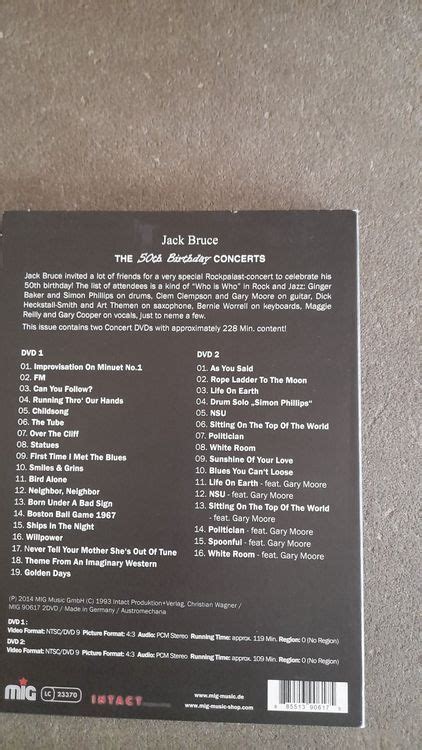 Jack Bruce
THE 50th Birthday CONCERTS
Jack Bruce invited a lot of friends for a very special Rockpalast-concert to celebrate his
50th birthday! The list of attendees is a kind of "Who is Who" in Rock and Jazz: Ginger
Baker and Simon Phillips on drums, Clem Clempson and Gary Moore on guitar, Dick
Heckstall-Smith and Art Themen on saxophone, Bernie Worrell on keyboards, Maggie
Reilly and Gary Cooper on vocals, just to neme a few.
This issue contains two Concert DVDs with approximately 228 Min. content!
DVD 1
01. Improvisation On Minuet No.1
02. FM
03. Can You Follow?
04. Running Thro' Our Hands
05. Childsong
06. The Tube
07. Over The Cliff
08. Statues
09. First Time I Met The Blues
10. Smiles & Grins
11. Bird Alone
12. Neighbor, Neighbor
13. Born Under A Bad Sign
14. Boston Ball Game 1967
15. Ships In The Night
16. Willpower
17. Never Tell Your Mother She's Out Of Tune
18. Theme From An Imaginary Western
19. Golden Days
DVD 2
01. As You Said
02. Rope Ladder To The Moon
03. Life On Earth
04. Drum Solo „Simon Phillips"
05. NSU
06. Sitting On The Top Of The World
07. Politician
08. White Room
09. Sunshine Of Your Love
10. Blues You Can't Loose
11. Life On Earth - feat. Gary Moore
12. NSU - feat. Gary Moore
13. Sitting On The Top Of The World
- feat. Gary Moore
14. Politician - feat. Gary Moore
15. Spoonful - feat. Gary Moore
16. White Room - feat. Gary Moore
(P) 2014 MIG Music GmbH (C) 1993 Intact Produktion+Verlag, Christian Wagner /
MIG 90617 2DVD / Made in Germany / Austromechana
DVD 1:
Video Format: NTSC/DVD 9 Picture Format: 4:3 Audio: PCM Stereo Running Time: approx. 119 Min. Region: 0 (No Region)
DVD 2:
Video Format: NTSC/DVD 9 Picture Format: 4:3 Audio: PCM Stereo Running Time: approx. 109 Min. Region: 0 (No Region)
mig
LC 23370
INTACT
www.mig-music.de
www.mig-music-shop.com
8 85513 90617